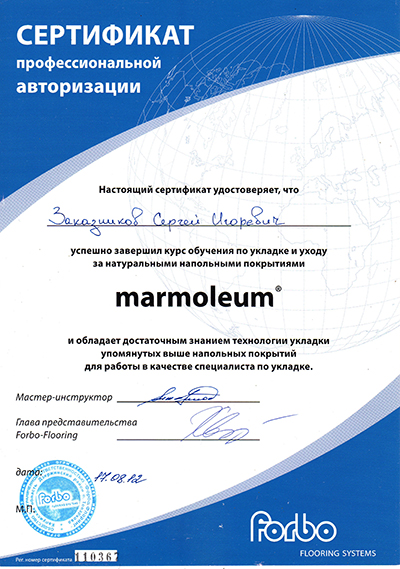 СЕРТИФИКАТ
профессиональной
авторизации
Настоящий сертификат удостоверяет, что
Заказчиков Сергей Игоревич
успешно завершил курс обучения по укладке и уходу
за натуральными напольными покрытиями
marmoleum®
и обладает достаточным знанием технологии укладки
упомянутых выше напольных покрытий
для работы в качестве специалиста по укладке.
Мастер-инструктор
Глава представительства
Forbo-Flooring
дата: 17.08.12
М.П.
Forbo
Forbo
FLOORING SYSTEMS
Рег. номер сертификата 110367